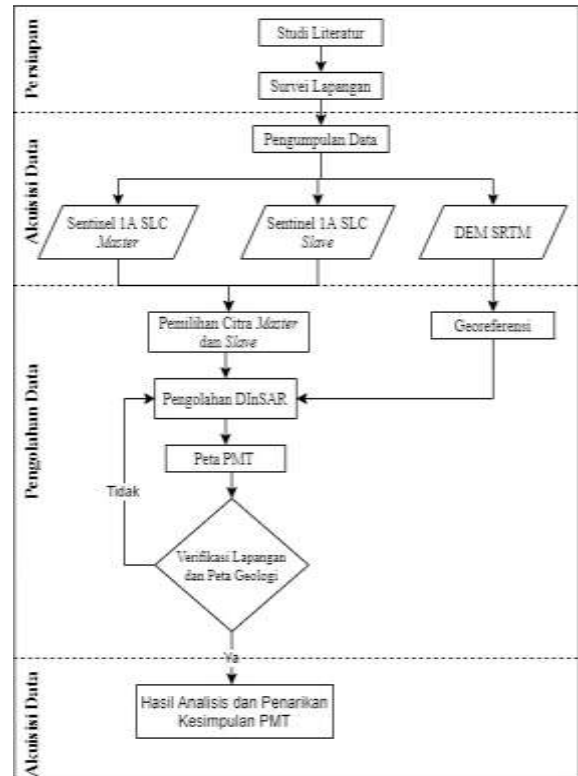 Persiapan
Studi Literatur
Survei Lapangan
Akuisisi Data
Pengumpulan Data
Sentinel 1A SLC
Master
Sentinel 1A SLC
Slave
DEM SRTM
Pengolahan Data
Pemilihan Citra Master
dan Slave
Georeferensi
Pengolahan DInSAR
Peta PMT
Tidak
Verifikasi Lapangan
dan Peta Geologi
Ya
Akuisisi Data
Hasil Analisis dan Penarikan
Kesimpulan PMT